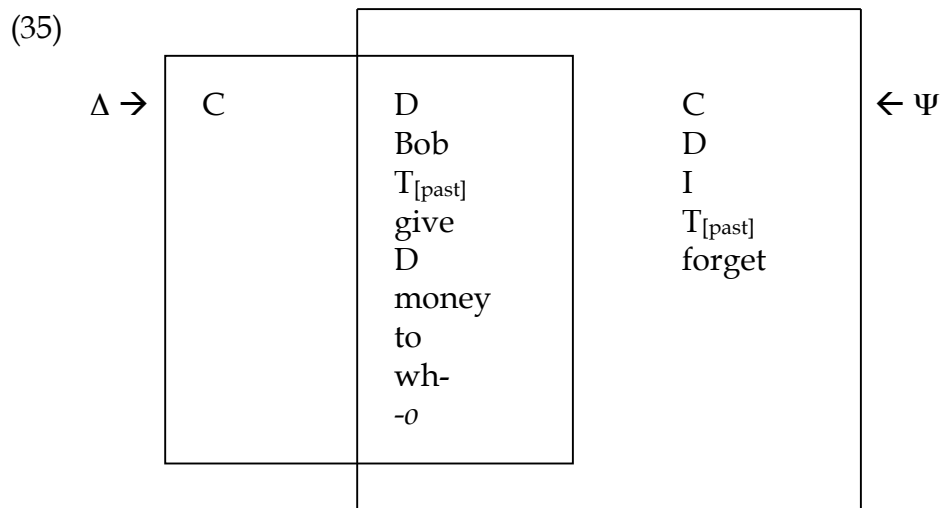 (35)
Δ → C D C ← Ψ
Bob D
T[past] I
give T[past]
D forget
money
to
wh-
-o